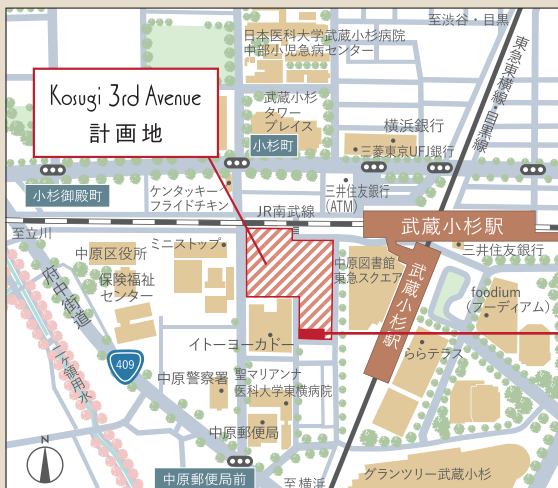 至渋谷・目黒
日本医科大学武蔵小杉病院
中部小児急病センター
東急東横線・目黒線
Kosugi 3rd Avenue
計画地
武蔵小杉
タワー
プレイス
小杉町
横浜銀行
三菱東京UFJ銀行
小杉御殿町
ケンタッキー
フライドチキン
三井住友銀行
(ATM)
JR南武線
武蔵小杉駅
至立川
中原区役所
ミニストップ
三井住友銀行
保険福祉
センター
中原図書館
東急スクエア
武蔵小杉駅
府中街道
foodium
(フーディアム)
イトーヨーカドー
ららテラス
二ヶ領用水
409
中原警察署
聖マリアンナ
医科大学東横病院
中原郵便局
N
中原郵便局前
至横浜
グランツリー武蔵小杉